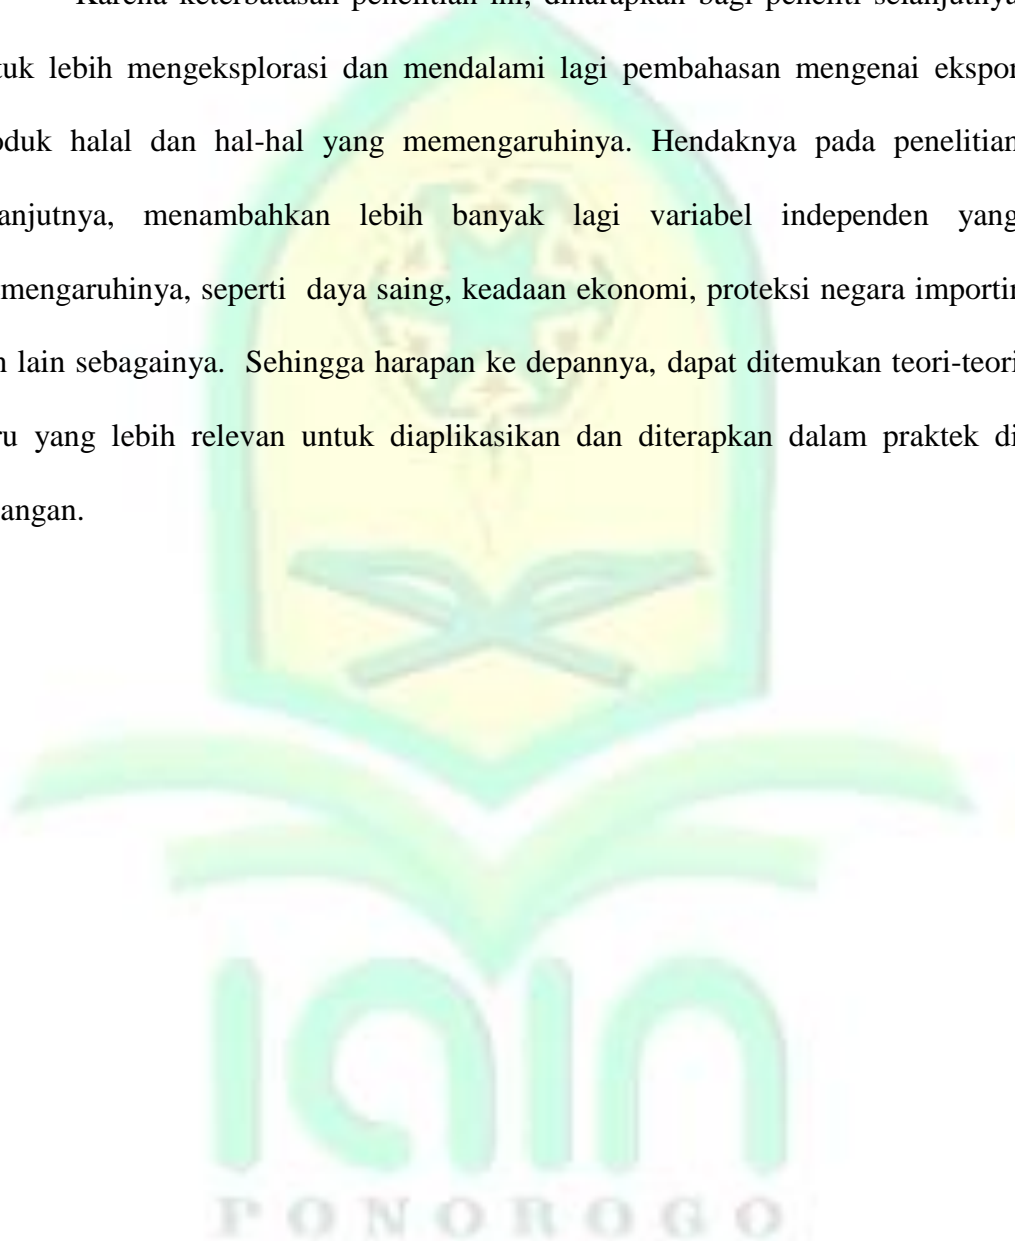 Karena keterbatasan penelitian ini, diharapkan bagi peneliti selanjutnya
tuk lebih mengeksplorasi dan mendalami lagi pembahasan mengenai ekspor
oduk halal dan hal-hal yang memengaruhinya. Hendaknya pada penelitian
anjutnya, menambahkan lebih banyak lagi variabel independen yang
mengaruhinya, seperti daya saing, keadaan ekonomi, proteksi negara importir
n lain sebagainya. Sehingga harapan ke depannya, dapat ditemukan teori-teori
ru yang lebih relevan untuk diaplikasikan dan diterapkan dalam praktek di
angan.
iain
PONOROGO